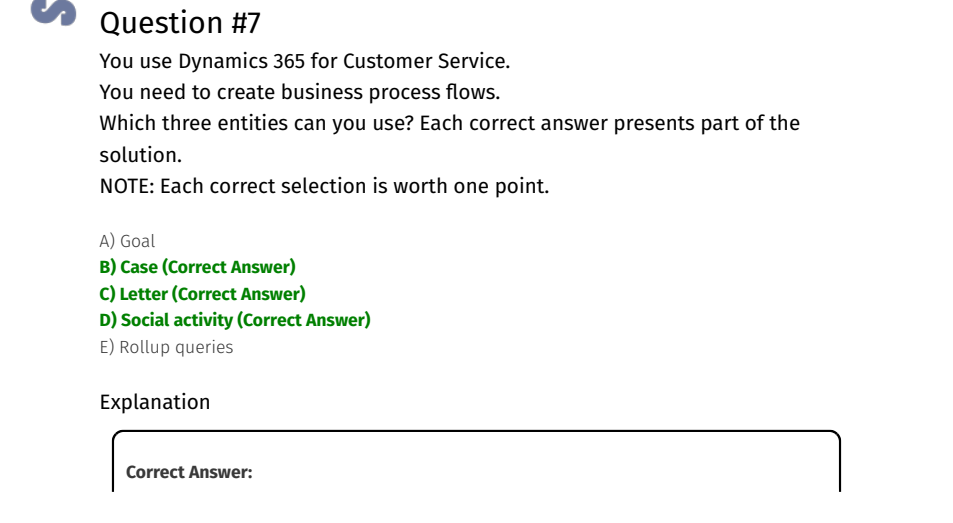 Question #7
You use Dynamics 365 for Customer Service.
You need to create business process flows.
Which three entities can you use? Each correct answer presents part of the
solution.
NOTE: Each correct selection is worth one point.
A) Goal
B) Case (Correct Answer)
C) Letter (Correct Answer)
D) Social activity (Correct Answer)
E) Rollup queries
Explanation
Correct Answer: